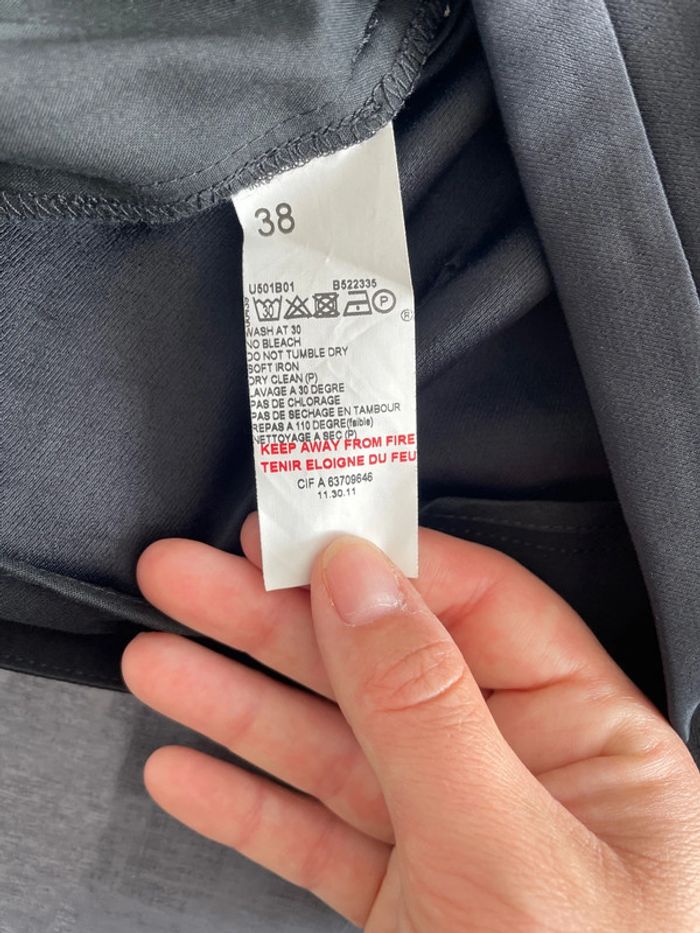 38
U501B01 B522335
30 P
®
WASH AT 30
NO BLEACH
DO NOT TUMBLE DRY
SOFT IRON
DRY CLEAN (P)
LAVAGE A 30 DEGRE
PAS DE CHLORAGE
PAS DE SECHAGE EN TAMBOUR
REPAS A 110 DEGRE(faible)
NETTOYAGE A SEC (P)
KEEP AWAY FROM FIRE
TENIR ELOIGNE DU FEU
CIF A 63709646
11.30.11